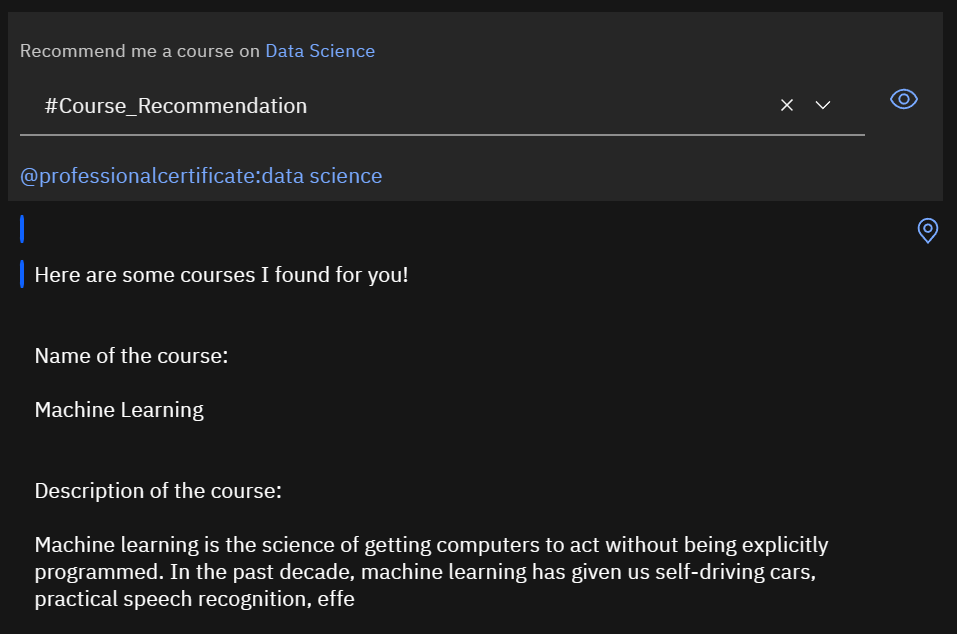 Recommend me a course on Data Science
#Course_Recommendation
@professionalcertificate:data science
Here are some courses I found for you!
Name of the course:
Machine Learning
Description of the course:
Machine learning is the science of getting computers to act without being explicitly
programmed. In the past decade, machine learning has given us self-driving cars,
practical speech recognition, effe